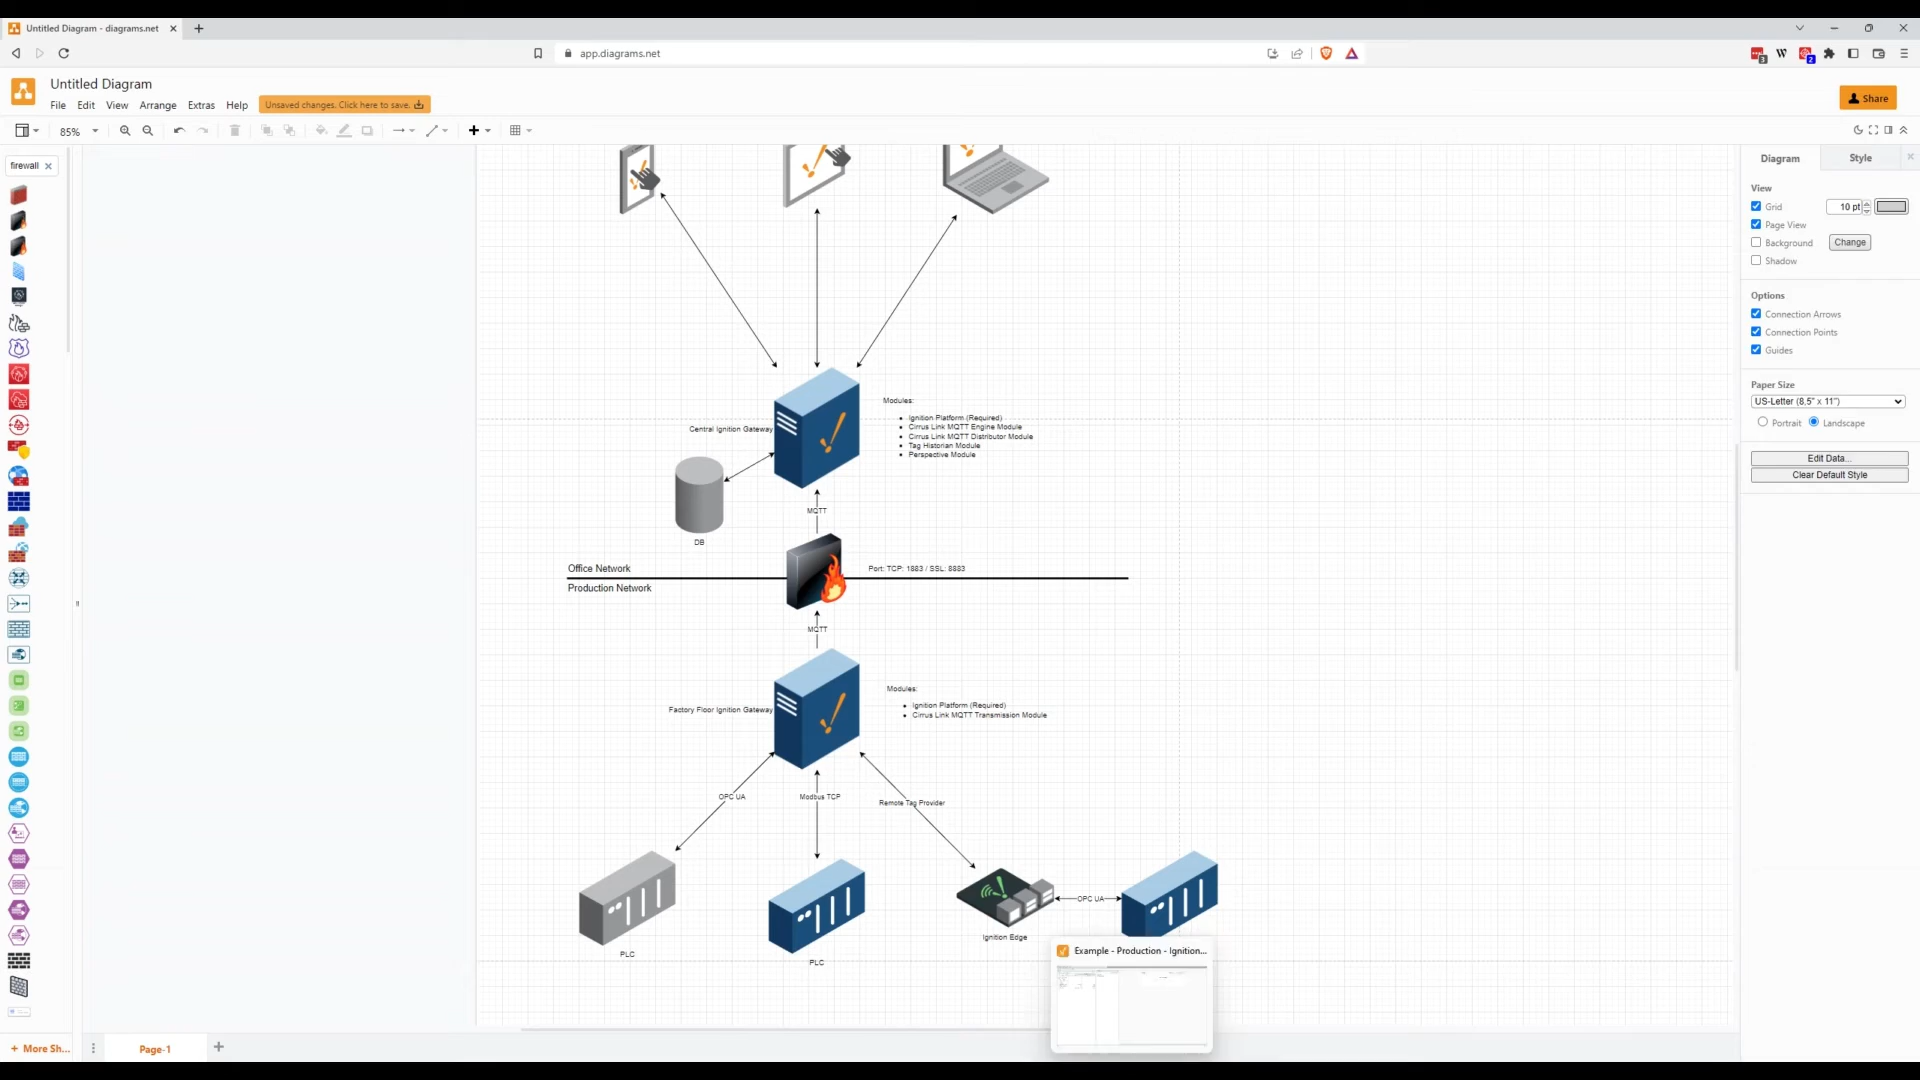 Untitled Diagram - diagrams.net
app.diagrams.net
3
W
2
Untitled Diagram
File Edit View Arrange Extras Help
Unsaved changes. Click here to save.
Share
85%
firewall
Diagram
Style
View
Grid
10 pt
Page View
Background
Change
Shadow
Options
Connection Arrows
Connection Points
Guides
Paper Size
US-Letter (8,5" x 11")
Portrait Landscape
Edit Data...
Clear Default Style
Central Ignition Gateway
Modules:
Ignition Platform (Required)
Cirrus Link MQTT Engine Module
Cirrus Link MQTT Distributor Module
Tag Historian Module
Perspective Module
DB
MQTT
Office Network
Port: TCP: 1883 / SSL: 8883
Production Network
MQTT
Factory Floor Ignition Gateway
Modules:
Ignition Platform (Required)
Cirrus Link MQTT Transmission Module
OPC UA
Modbus TCP
Remote Tag Provider
OPC UA
Ignition Edge
PLC
PLC
Example - Production - Ignition...
+ More Sh...
Page-1